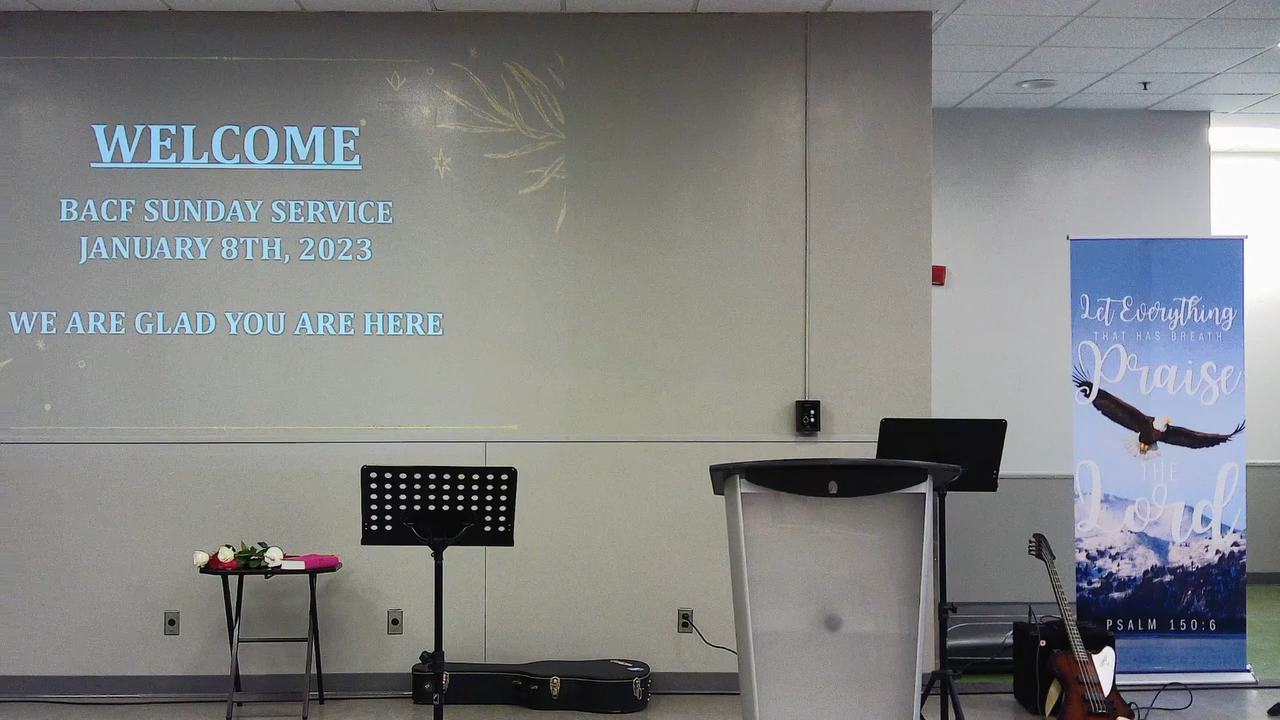 WELCOME
BACF SUNDAY SERVICE
JANUARY 8TH, 2023
WE ARE GLAD YOU ARE HERE
Let Everything
THAT HAS BREATH
Praise
THE
Lord
PSALM 150:6